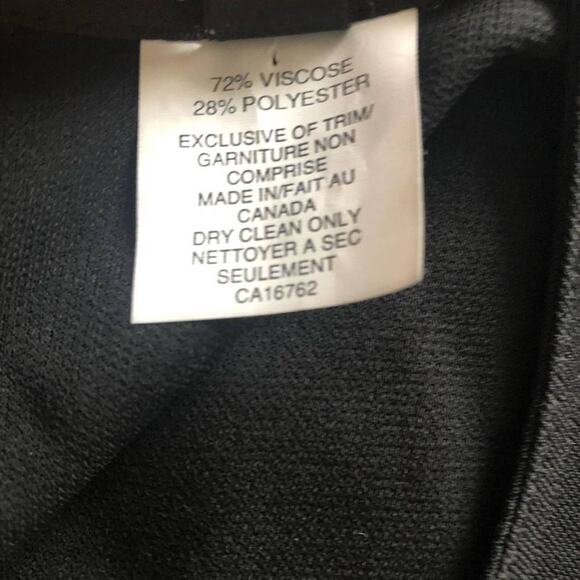 72% VISCOSE
28% POLYESTER
EXCLUSIVE OF TRIM/
GARNITURE NON
COMPRISE
MADE IN/FAIT AU
CANADA
DRY CLEAN ONLY
NETTOYER A SEC
SEULEMENT
CA16762